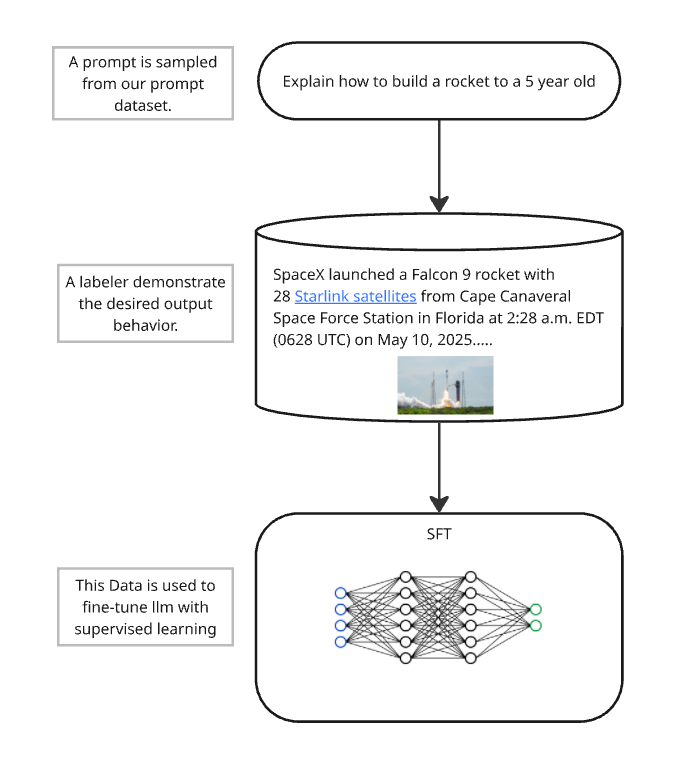 A prompt is sampled
from our prompt
dataset.
Explain how to build a rocket to a 5 year old
A labeler demonstrate
the desired output
behavior.
SpaceX launched a Falcon 9 rocket with
28 Starlink satellites from Cape Canaveral
Space Force Station in Florida at 2:28 a.m. EDT
(0628 UTC) on May 10, 2025.....
This Data is used to
fine-tune llm with
supervised learning
SFT